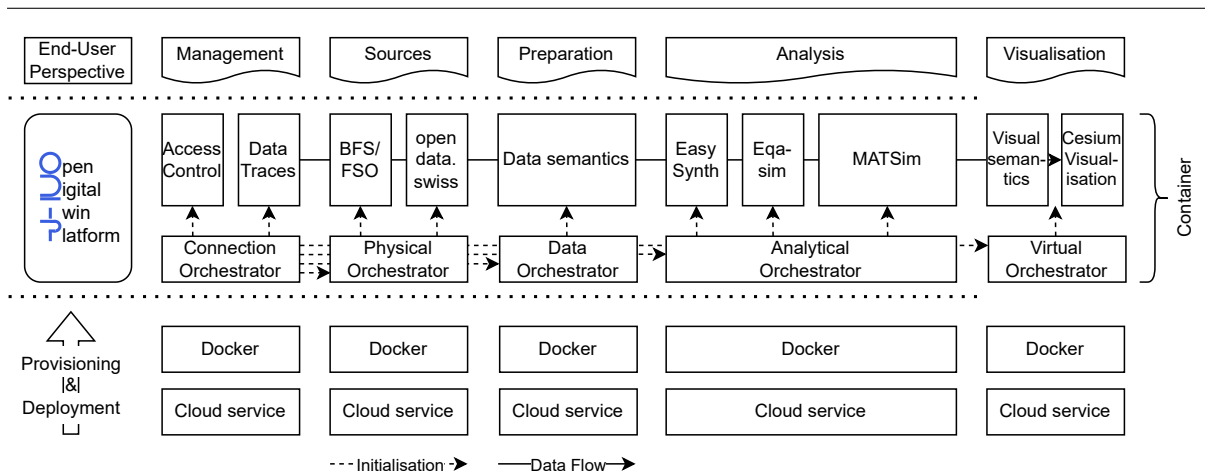 End-User
Perspective
Management
Sources
Preparation
Analysis
Visualisation
Open
Digital
Twin
Platform
Access
Control
Data
Traces
BFS/
FSO
open
data.
swiss
Data semantics
Easy
Synth
Eqa-
sim
MATSim
Visual
seman-
tics
Cesium
Visual-
isation
Container
Connection
Orchestrator
Physical
Orchestrator
Data
Orchestrator
Analytical
Orchestrator
Virtual
Orchestrator
Provisioning
&
Deployment
Docker
Docker
Docker
Docker
Docker
Cloud service
Cloud service
Cloud service
Cloud service
Cloud service
Initialisation
Data Flow